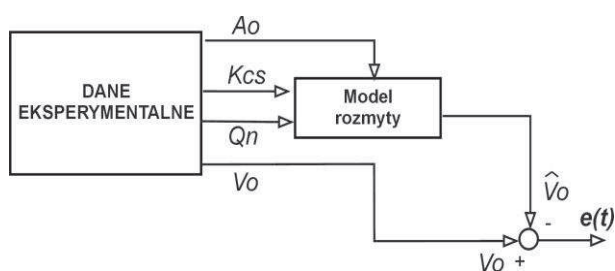 Ao
DANE
EKSPERYMENTALNE
Kcs
Model
rozmyty
Qn
Vo
V̂o
e(t)
-
Vo +